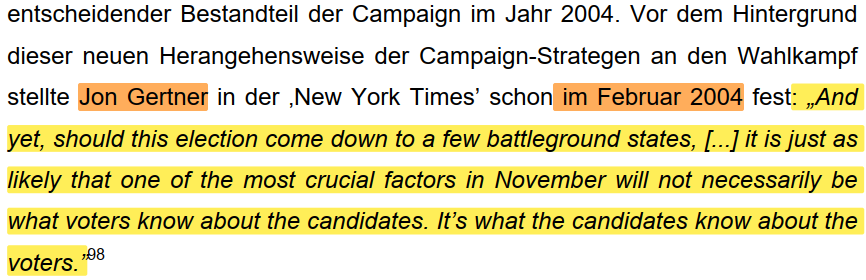 entscheidender Bestandteil der Campaign im Jahr 2004. Vor dem Hintergrund
dieser neuen Herangehensweise der Campaign-Strategen an den Wahlkampf
stellte Jon Gertner in der ‚New York Times’ schon im Februar 2004 fest: „And
yet, should this election come down to a few battleground states, [...] it is just as
likely that one of the most crucial factors in November will not necessarily be
what voters know about the candidates. It’s what the candidates know about the
voters.”98